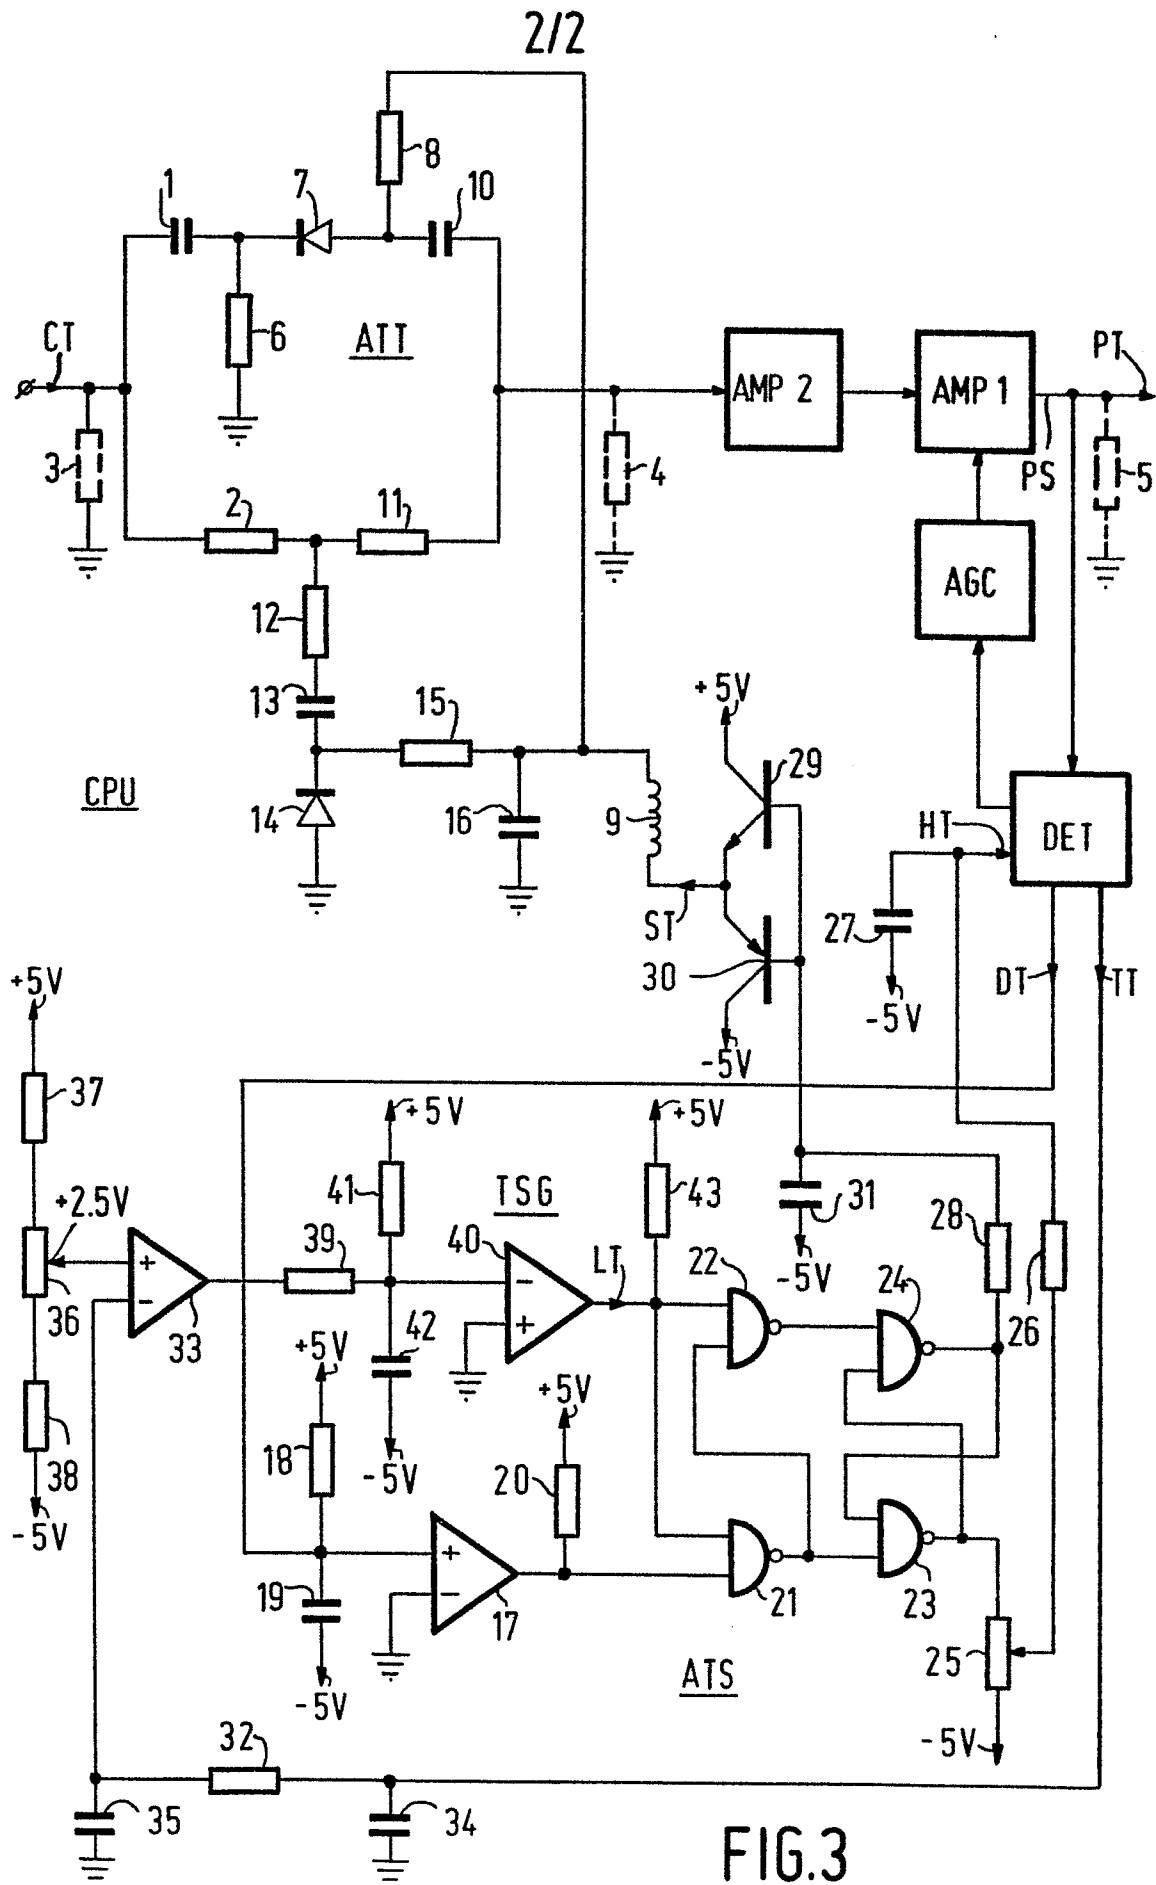 2/2
8
1
7
10
6
ATT
CT
3
4
AMP 2
AMP 1
PT
PS
5
2
11
AGC
12
13
15
+5V
29
CPU
14
16
9
HT
DET
ST
27
30
DT
TT
-5V
-5V
+5V
37
+5V
+5V
41
TSG
43
31
28
+2.5V
39
40
LT
22
-5V
24
26
+
-
36
33
-
+
42
+5V
+5V
-5V
18
20
38
-5V
+
-
19
17
21
23
-5V
ATS
25
-5V
32
35
34
FIG.3